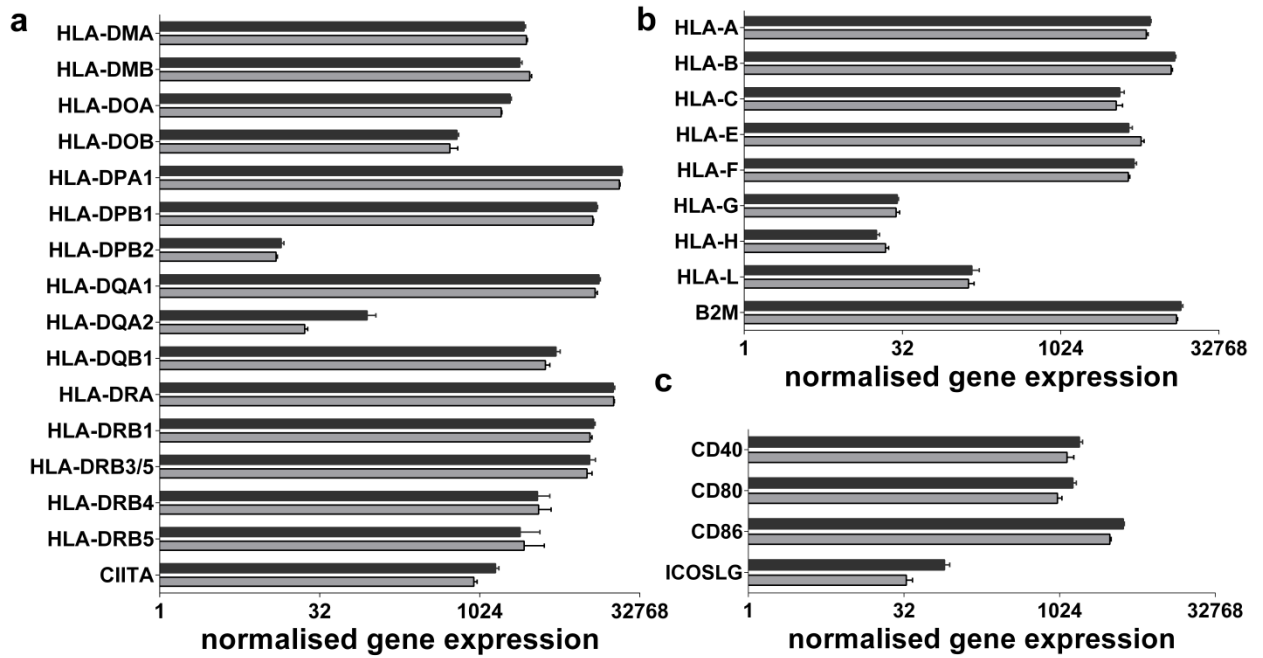 a
HLA-DMA
HLA-DMB
HLA-DOA
HLA-DOB
HLA-DPA1
HLA-DPB1
HLA-DPB2
HLA-DQA1
HLA-DQA2
HLA-DQB1
HLA-DRA
HLA-DRB1
HLA-DRB3/5
HLA-DRB4
HLA-DRB5
CIITA
1 32 1024 32768
normalised gene expression
b
HLA-A
HLA-B
HLA-C
HLA-E
HLA-F
HLA-G
HLA-H
HLA-L
B2M
1 32 1024 32768
normalised gene expression
c
CD40
CD80
CD86
ICOSLG
1 32 1024 32768
normalised gene expression